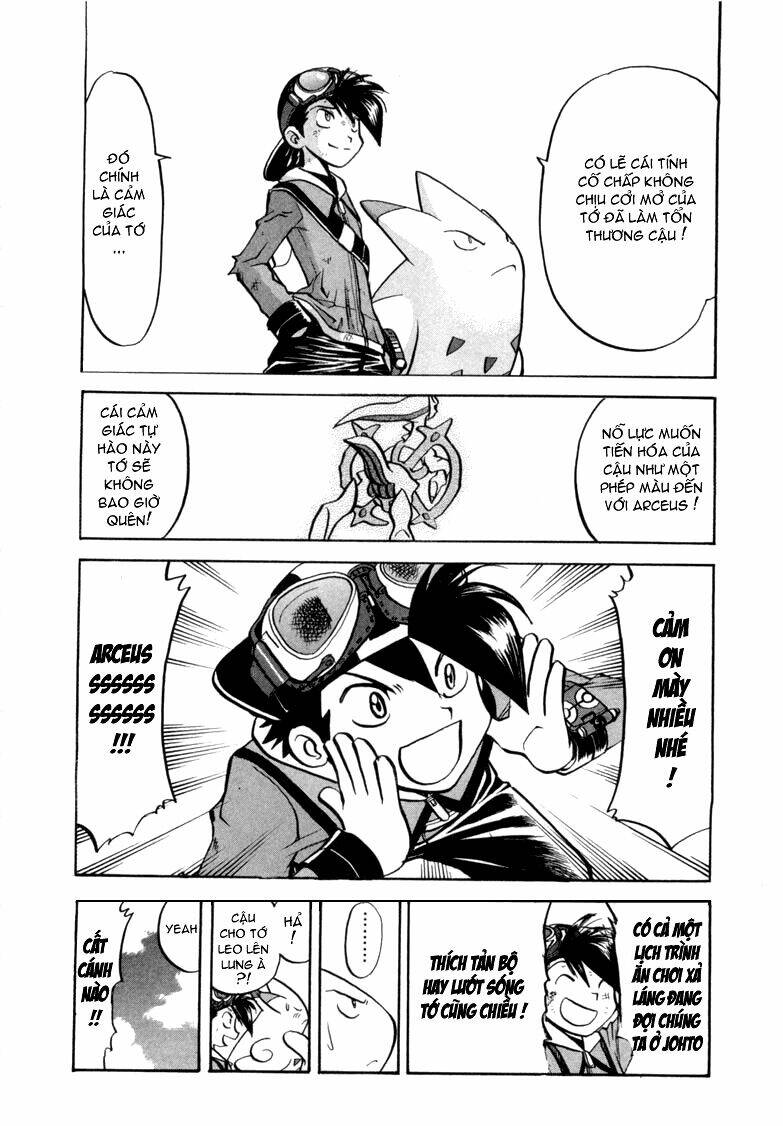 CÓ LẼ CÁI TÍNH
CỐ CHẤP KHÔNG
CHỊU CỞI MỞ CỦA
TỚ ĐÃ LÀM TỔN
THƯƠNG CẬU !
ĐÓ
CHÍNH
LÀ CẢM
GIÁC
CỦA TỚ
...
NỖ LỰC MUỐN
TIẾN HÓA CỦA
CẬU NHƯ MỘT
PHÉP MÀU ĐẾN
VỚI ARCEUS !
CÁI CẢM
GIÁC TỰ
HÀO NÀY
TỚ SẼ
KHÔNG
BAO GIỜ
QUÊN!
CẢM
ƠN
MÀY
NHIỀU
NHÉ
!
ARCEUS
SSSSSS
SSSSSS
!!!
CÓ CẢ MỘT
LỊCH TRÌNH
ĂN CHƠI XẢ
LÁNG ĐANG
ĐỢI CHÚNG
TA Ở JOHTO
THÍCH TẢN BỘ
HAY LƯỚT SÓNG
TỚ CŨNG CHIỀU !
........
HẢ
!
CẬU
CHO TỚ
LEO LÊN
LƯNG À
?!
YEAH
CẤT
CÁNH
NÀO
!!